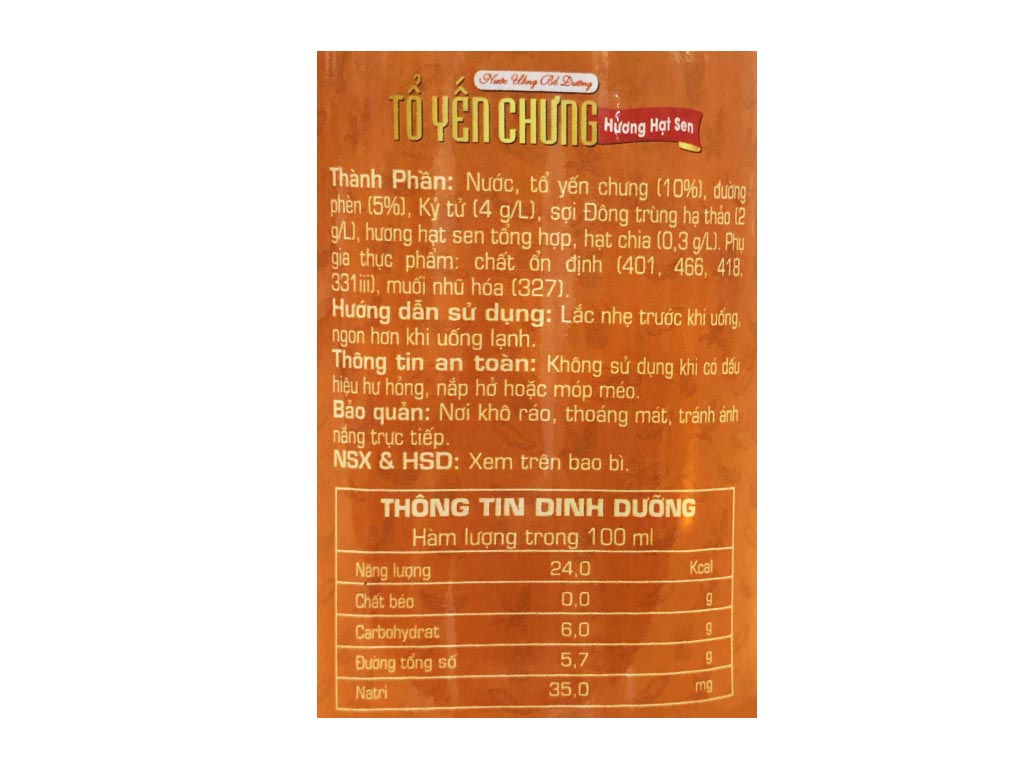 Nước Uống Bổ Dưỡng
TỔ YẾN CHƯNG Hương Hạt Sen
Thành Phần: Nước, tổ yến chưng (10%), đường
phèn (5%), Kỷ tử (4 g/L), sợi Đông trùng hạ thảo (2
g/L), hương hạt sen tổng hợp, hạt chia (0,3 g/L). Phụ
gia thực phẩm: chất ổn định (401, 466, 418,
331iii), muối nhũ hóa (327).
Hướng dẫn sử dụng: Lắc nhẹ trước khi uống,
ngon hơn khi uống lạnh.
Thông tin an toàn: Không sử dụng khi có dấu
hiệu hư hỏng, nắp hở hoặc móp méo.
Bảo quản: Nơi khô ráo, thoáng mát, tránh ánh
nắng trực tiếp.
NSX & HSD: Xem trên bao bì.
THÔNG TIN DINH DƯỠNG
Hàm lượng trong 100 ml
Năng lượng 24,0 Kcal
Chất béo 0,0 g
Carbohydrat 6,0 g
Đường tổng số 5,7 g
Natri 35,0 mg